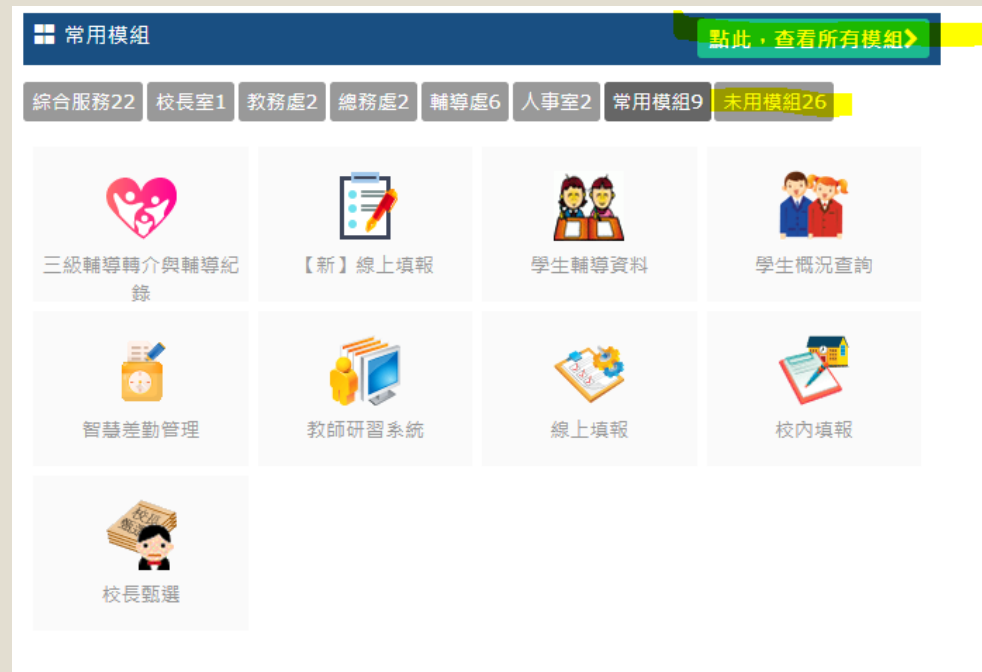 常用模組
點此，查看所有模組
綜合服務22 校長室1 教務處2 總務處2 輔導處6 人事室2 常用模組9 未用模組26
三級輔導轉介與輔導紀
錄
【新】線上填報
學生輔導資料
學生概況查詢
智慧差勤管理
教師研習系統
線上填報
校內填報
校長
甄選
校長甄選